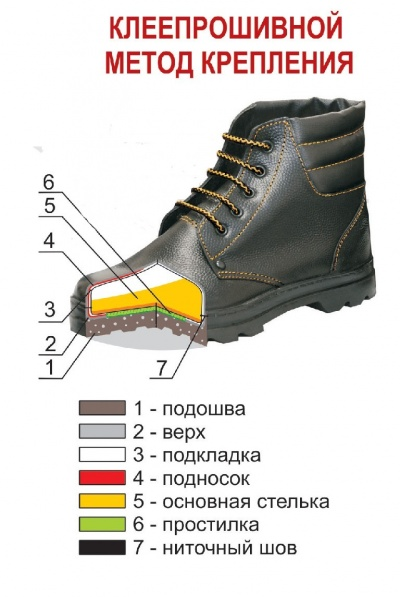 КЛЕЕПРОШИВНОЙ
МЕТОД КРЕПЛЕНИЯ
6
5
4
3
2
1
7
1 - подошва
2 - верх
3 - подкладка
4 - подносок
5 - основная стелька
6 - простилка
7 - ниточный шов